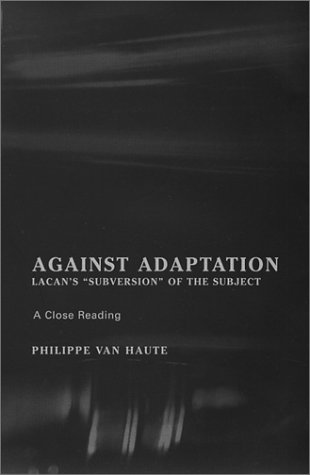 AGAINST ADAPTATION
LACAN'S "SUBVERSION" OF THE SUBJECT
A Close Reading
PHILIPPE VAN HAUTE